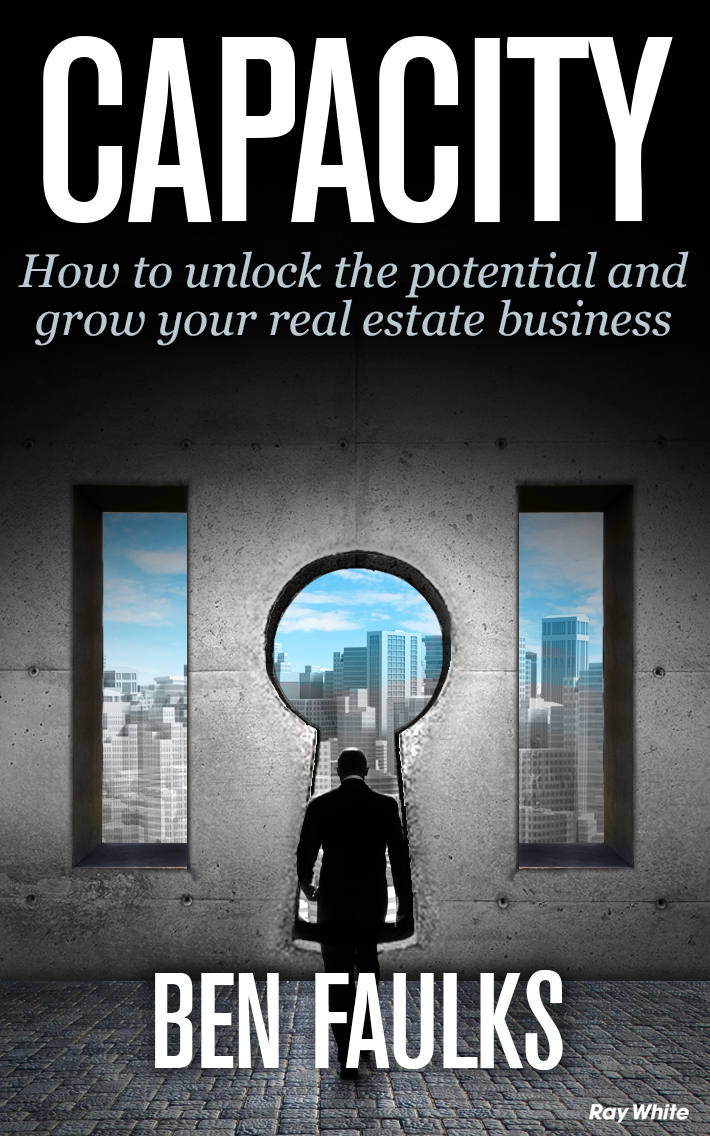 CAPACITY
How to unlock the potential and
grow your real estate business
BEN FAULKS
Ray White